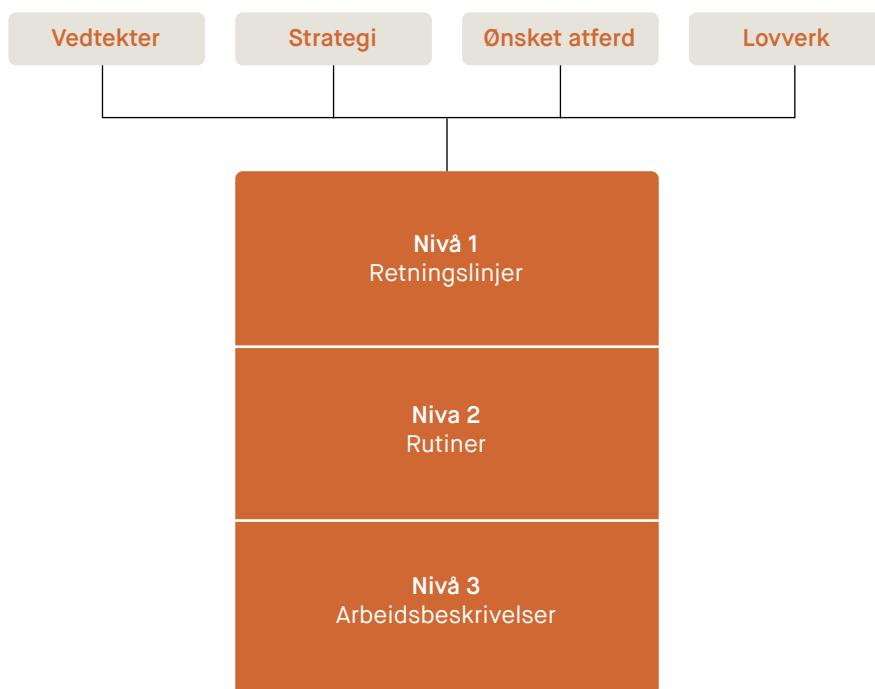 Vedtekter
Strategi
Ønsket atferd
Lovverk
Nivå 1
Retningslinjer
Niva 2
Rutiner
Nivå 3
Arbeidsbeskrivelser